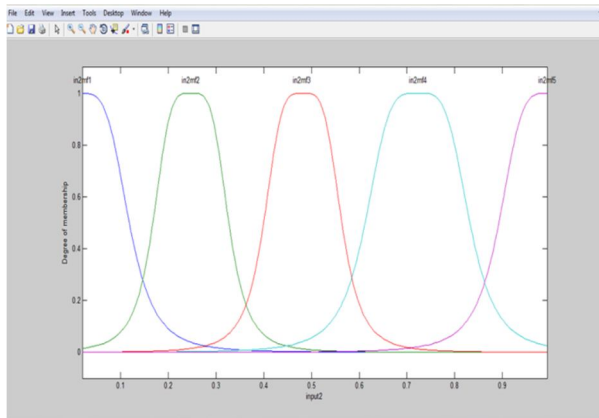 File Edit View Insert Tools Desktop Window Help
in2mf1 in2mf2 in2mf3 in2mf4 in2mf5
1
0.8
0.6
0.4
0.2
0
Degree of membership
0.1 0.2 0.3 0.4 0.5 0.6 0.7 0.8 0.9
input2